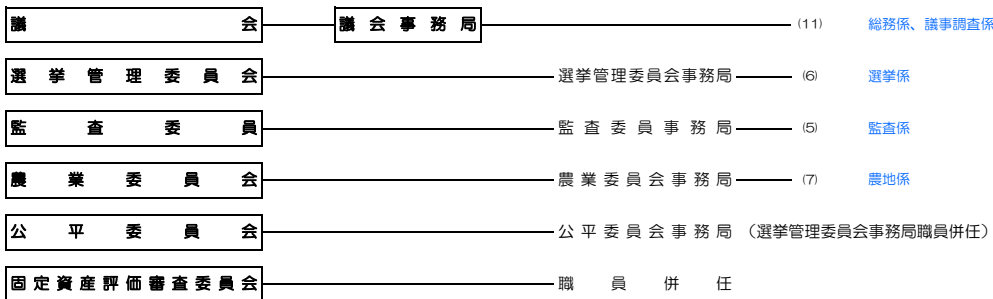 議会 議会事務局 (11) 総務係、議事調査係
選挙管理委員会 選挙管理委員会事務局 (6) 選挙係
監査委員 監査委員事務局 (5) 監査係
農業委員会 農業委員会事務局 (7) 農地係
公平委員会 公平委員会事務局 (選挙管理委員会事務局職員併任)
固定資産評価審査委員会 職員併任